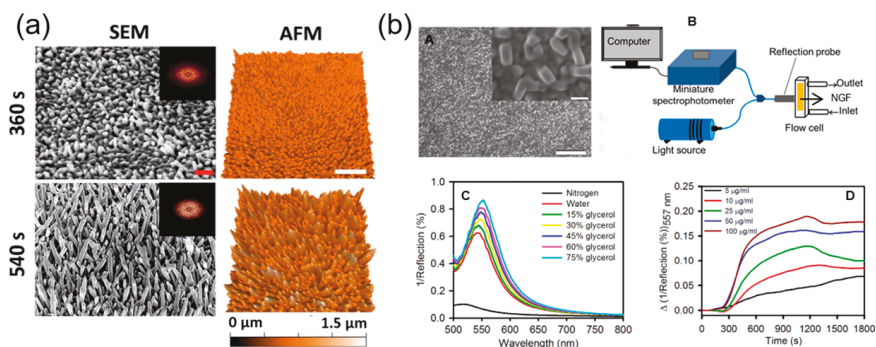 (a)
SEM
AFM
360 s
540 s
0 μm
1.5 μm
(b)
A
B
Computer
Miniature
spectrophotometer
Light source
Reflection probe
Outlet
NGF
Inlet
Flow cell
C
1/Reflection (%)
1.0
0.8
0.6
0.4
0.2
0.0
Nitrogen
Water
15% glycerol
30% glycerol
45% glycerol
60% glycerol
75% glycerol
500 550 600 650 700 750 800
Wavelength (nm)
D
Δ (1/Reflection (%))557 nm
0.25
0.20
0.15
0.10
0.05
0.00
5 μg/ml
10 μg/ml
25 μg/ml
50 μg/ml
100 μg/ml
0 300 600 900 1200 1500 1800
Time (s)